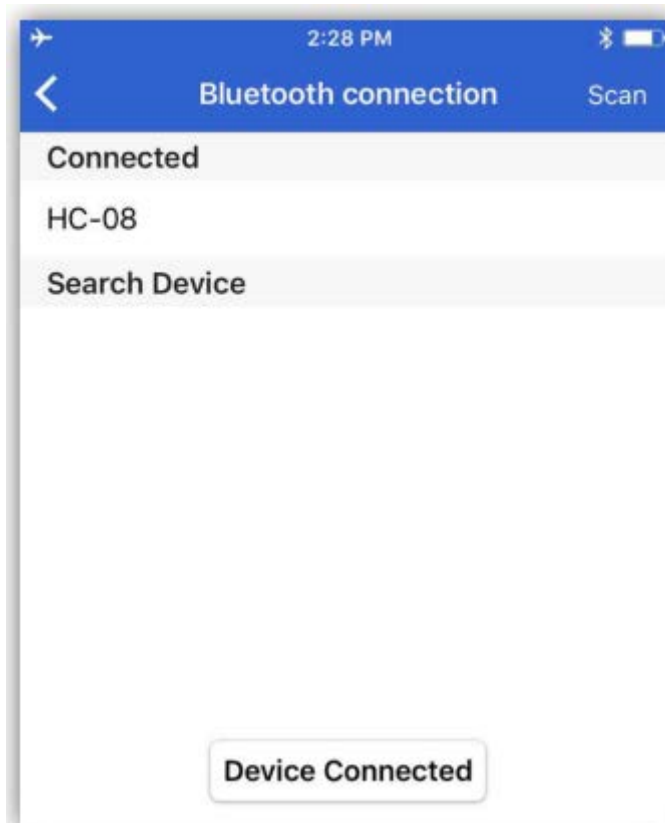 2:28 PM
Bluetooth connection
Scan
Connected
HC-08
Search Device
Device Connected